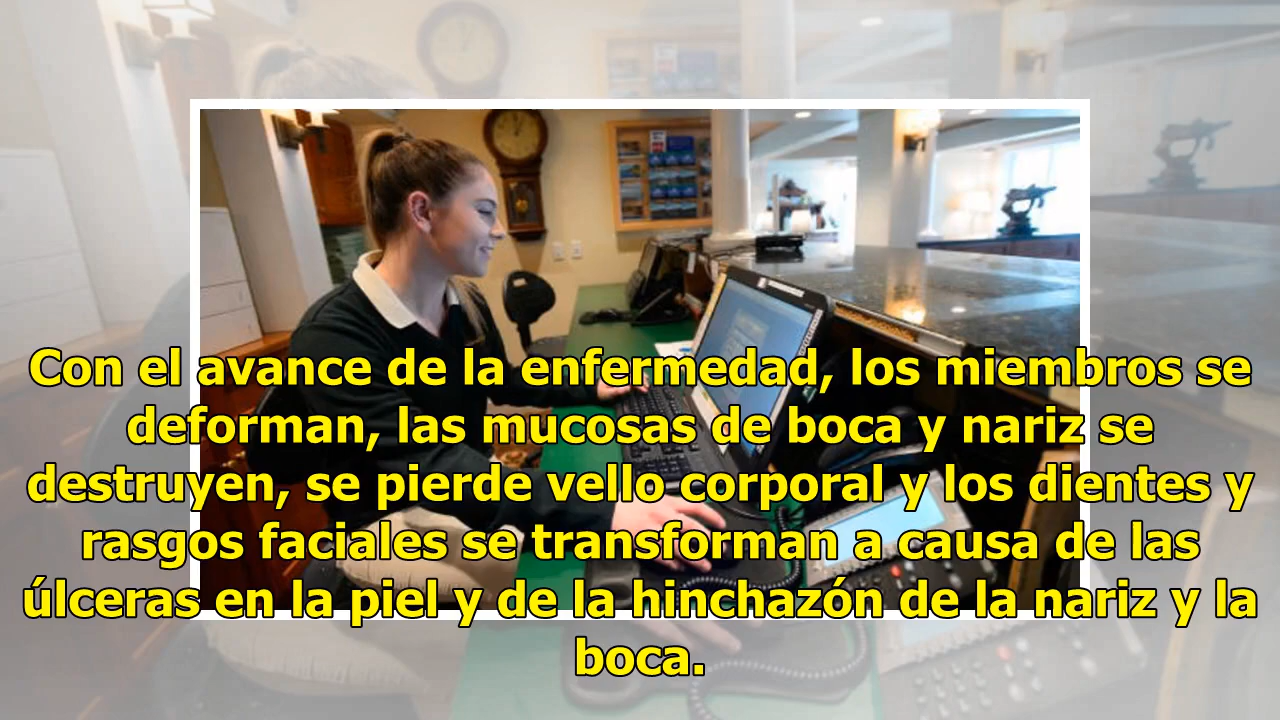 Con el avance de la enfermedad, los miembros se
deforman, las mucosas de boca y nariz se
destruyen, se pierde vello corporal y los dientes y
rasgos faciales se transforman a causa de las
úlceras en la piel y de la hinchazón de la nariz y la
boca.